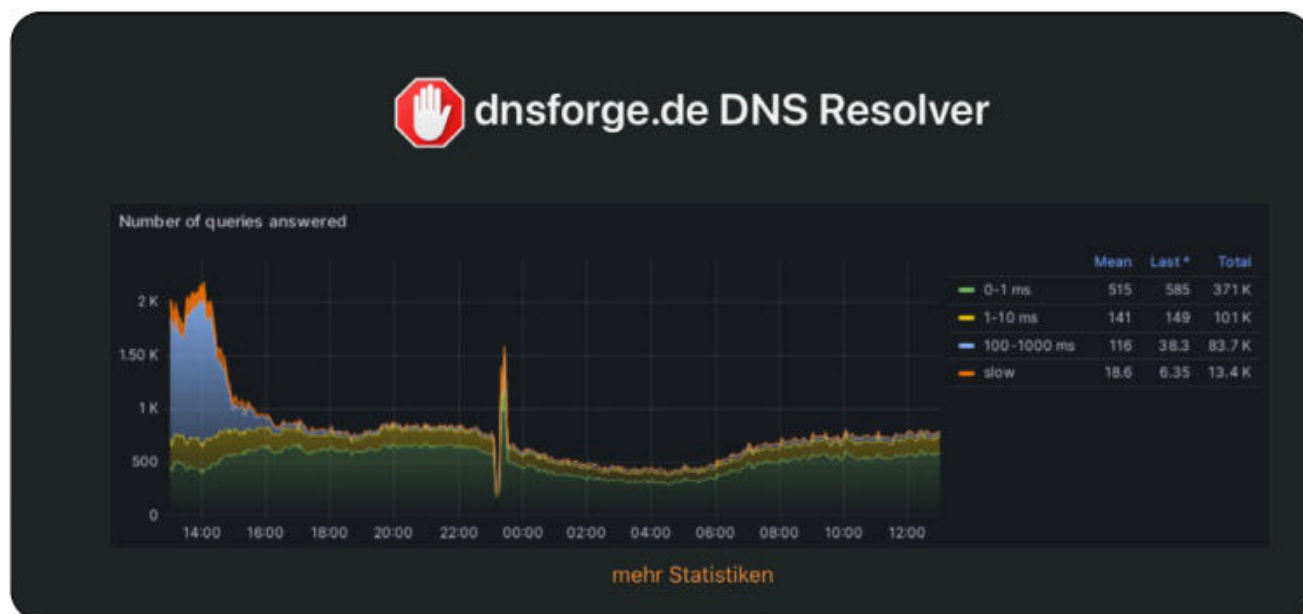 dnsforge.de DNS Resolver
Number of queries answered
Mean Last * Total
0-1 ms 515 585 371 K
1-10 ms 141 149 101 K
100-1000 ms 116 38.3 83.7 K
slow 18.6 6.35 13.4 K
2 K
1.50 K
1 K
500
0
14:00 16:00 18:00 20:00 22:00 00:00 02:00 04:00 06:00 08:00 10:00 12:00
mehr Statistiken